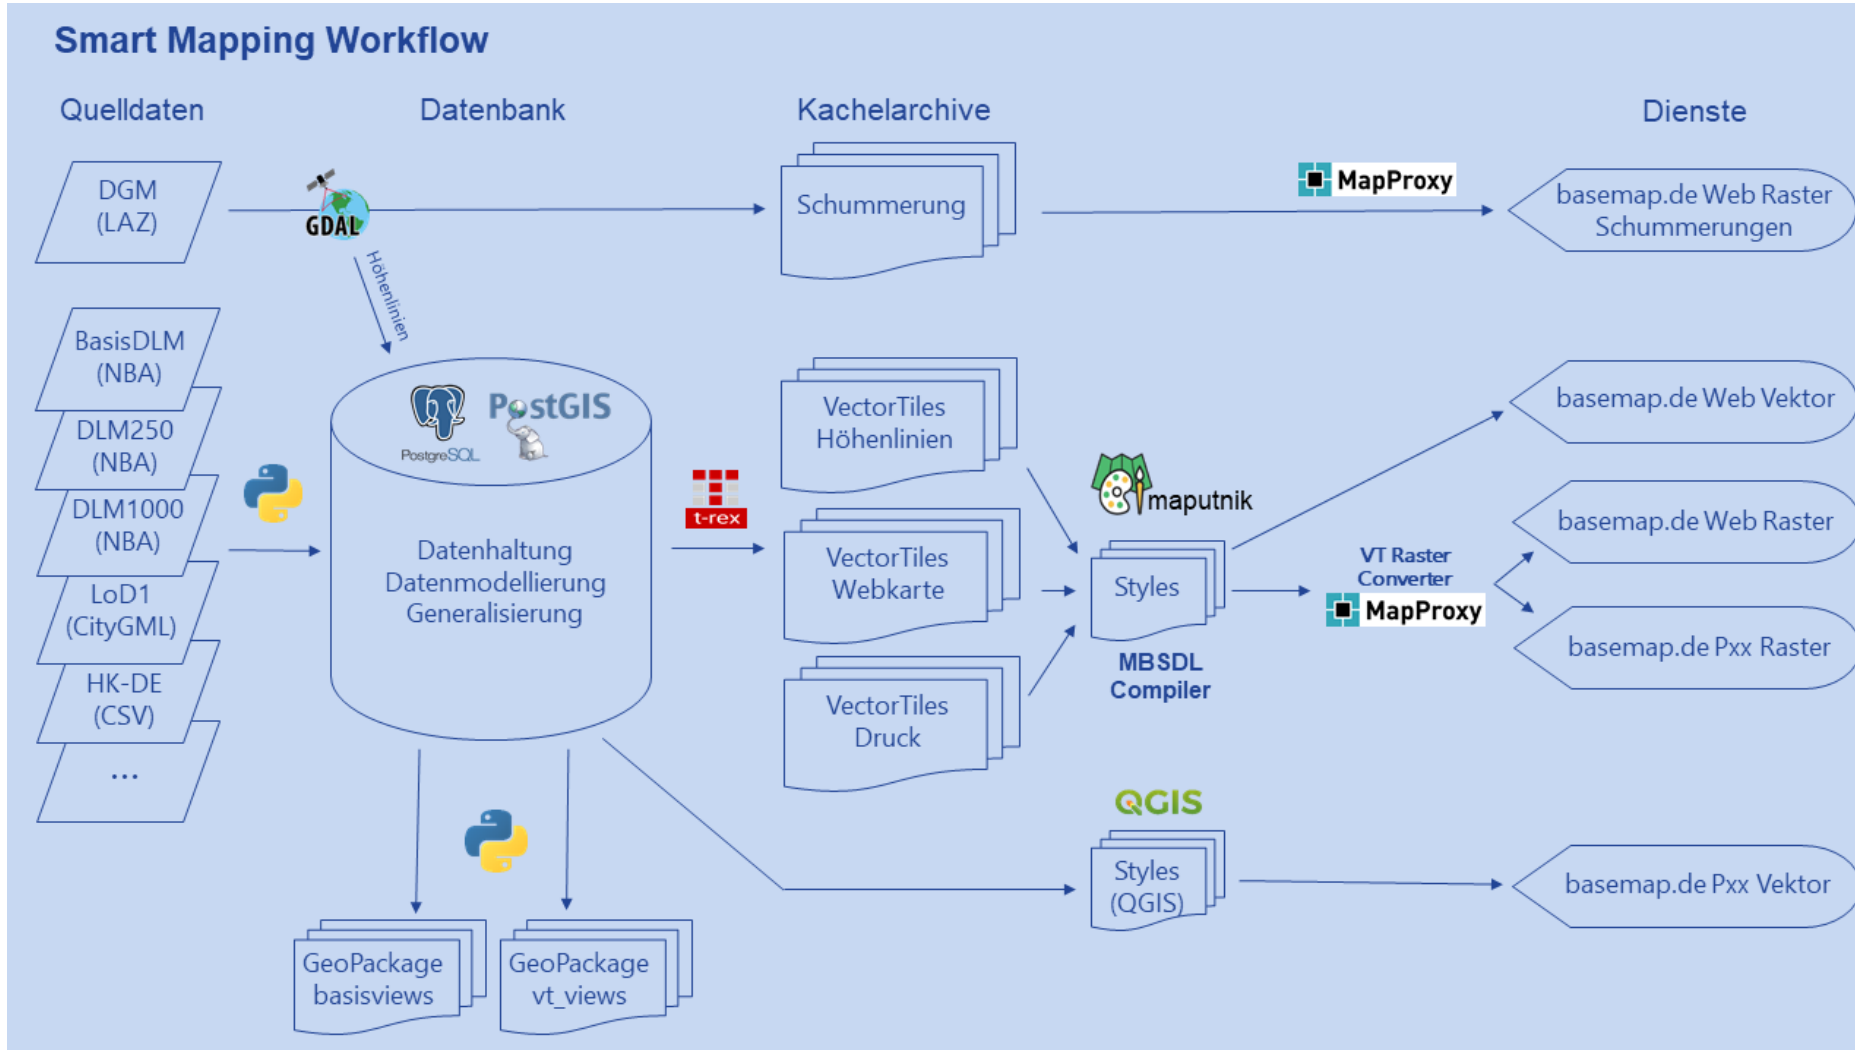 Smart Mapping Workflow
Quelldaten
Datenbank
Kachelarchive
Dienste
DGM
(LAZ)
GDAL
Höhenlinien
Schummerung
MapProxy
basemap.de Web Raster
Schummerungen
BasisDLM
(NBA)
DLM250
(NBA)
DLM1000
(NBA)
LoD1
(CityGML)
HK-DE
(CSV)
...
PostgreSQL
PostGIS
Datenhaltung
Datenmodellierung
Generalisierung
t-rex
VectorTiles
Höhenlinien
VectorTiles
Webkarte
VectorTiles
Druck
maputnik
Styles
MBSDL
Compiler
VT Raster
Converter
MapProxy
basemap.de Web Vektor
basemap.de Web Raster
basemap.de Pxx Raster
QGIS
Styles
(QGIS)
basemap.de Pxx Vektor
GeoPackage
basisviews
GeoPackage
vt_views